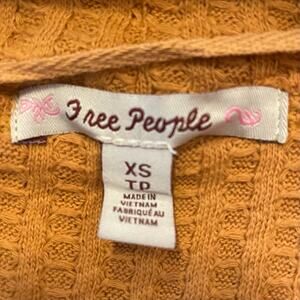 Free People
XS
TP
MADE IN
VIETNAM
FABRIQUÉ AU
VIETNAM